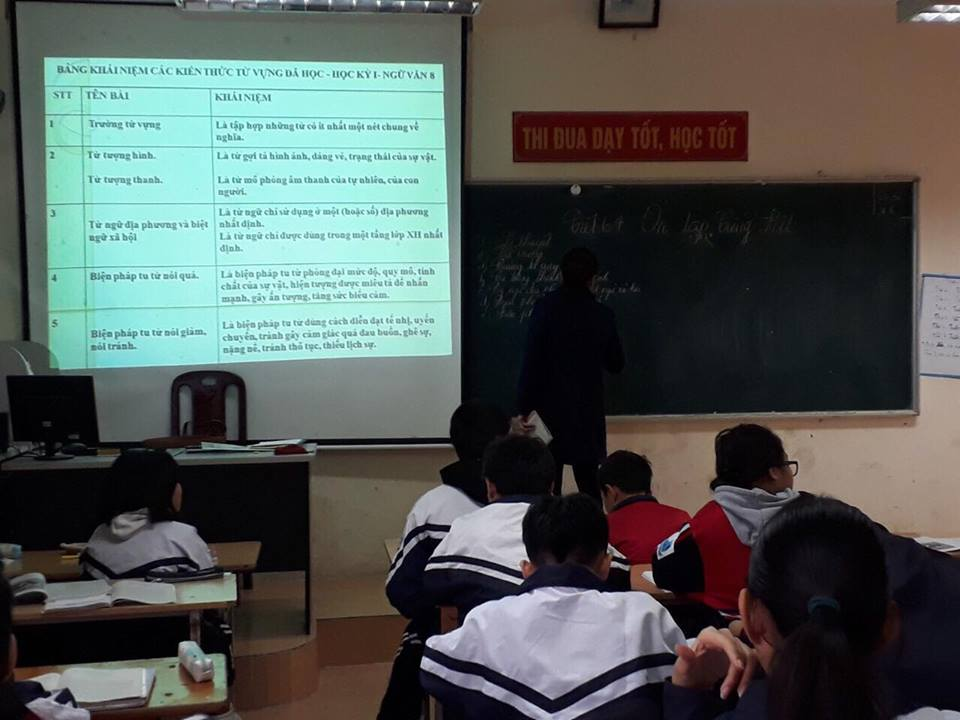 BẢNG KHÁI NIỆM CÁC KIẾN THỨC TỪ VỰNG ĐÃ HỌC - HỌC KỲ I- NGỮ VĂN 8
STT TÊN BÀI KHÁI NIỆM
1 Trường từ vựng Là tập hợp những từ có ít nhất một nét chung về
nghĩa.
2 Từ tượng hình. Là từ gợi tả hình ảnh, dáng vẻ, trạng thái của sự vật.
Từ tượng thanh. Là từ mô phỏng âm thanh của tự nhiên, của con
người.
3 Từ ngữ địa phương và biệt
ngữ xã hội
Là từ ngữ chỉ sử dụng ở một (hoặc số) địa phương
nhất định.
Là từ ngữ chỉ được dùng trong một tầng lớp XH nhất
định.
4 Biện pháp tu từ nói quá. Là biện pháp tu từ phóng đại mức độ, quy mô, tính
chất của sự vật, hiện tượng được miêu tả để nhấn
mạnh, gây ấn tượng, tăng sức biểu cảm.
5 Biện pháp tu từ nói giảm,
nói tránh.
Là biện pháp tu từ dùng cách diễn đạt tế nhị, uyển
chuyển, tránh gây cảm giác quá đau buồn, ghê sợ,
nặng nề, tránh thô tục, thiếu lịch sự.
THI ĐUA DẠY TỐT, HỌC TỐT
Ôn tập tiếng Việt